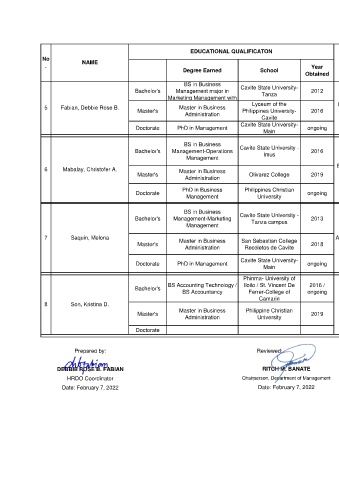 EDUCATIONAL QUALIFICATON
No
.
NAME
Degree Earned
School
Year
Obtained
5
Fabian, Debbie Rose B.
Bachelor's
BS in Business
Management major in
Marketing Management with
Cavite State University-
Tanza
2012
Master's
Master in Business
Administration
Lyceum of the
Philippines University-
Cavite
2016
Doctorate
PhD in Management
Cavite State University-
Main
ongoing
6
Mabalay, Christofer A.
Bachelor's
BS in Business
Management-Operations
Management
Cavite State University -
Imus
2016
Master's
Master in Business
Administration
Olivarez College
2019
Doctorate
PhD in Business
Management
Philippines Christian
University
ongoing
7
Saquin, Melona
Bachelor's
BS in Business
Management-Marketing
Management
Cavite State University -
Tanza campus
2013
Master's
Master in Business
Administration
San Sebastian College
Recoletos de Cavite
2018
Doctorate
PhD in Management
Cavite State University-
Main
ongoing
8
Son, Kristina D.
Bachelor's
BS Accounting Technology /
BS Accountancy
Phinma- University of
Iloilo / St. Vincent De
Ferrer-College of
Camarin
2016 /
ongoing
Master's
Master in Business
Administration
Philippine Christian
University
2019
Doctorate
Prepared by:
Reviewed:
DEBBIE ROSE B. FABIAN
RITCH M. BANATE
HRDO Coordinator
Chairperson, Department of Management
Date: February 7, 2022
Date: February 7, 2022